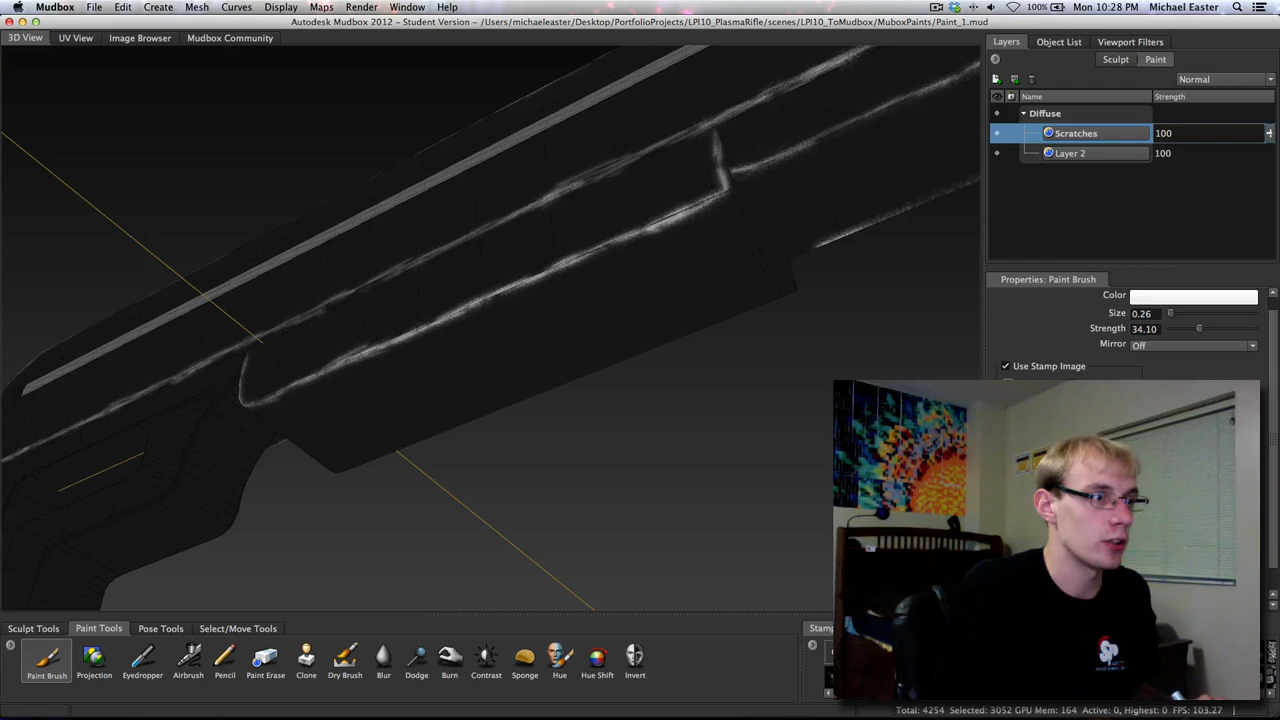 Mudbox File Edit Create Mesh Curves Display Maps Render Window Help 100% Mon 10:28 PM Michael Easter
Autodesk Mudbox 2012 - Student Version - /Users/michaeleaster/Desktop/PortfolioProjects/LPI10_PlasmaRifle/scenes/LPI10_ToMudbox/MuboxPaints/Paint_1.mud
3D View UV View Image Browser Mudbox Community
Layers Object List Viewport Filters
Sculpt Paint
Normal
Name Strength
Diffuse
Scratches 100
Layer 2 100
Properties: Paint Brush
Color
Size 0.26
Strength 34.10
Mirror Off
Use Stamp Image
Sculpt Tools Paint Tools Pose Tools Select/Move Tools
Stamp
Paint Brush Projection Eyedropper Airbrush Pencil Paint Erase Clone Dry Brush Blur Dodge Burn Contrast Sponge Hue Hue Shift Invert
Total: 4254 Selected: 3052 GPU Mem: 164 Active: 0, Highest: 0 FPS: 103.27